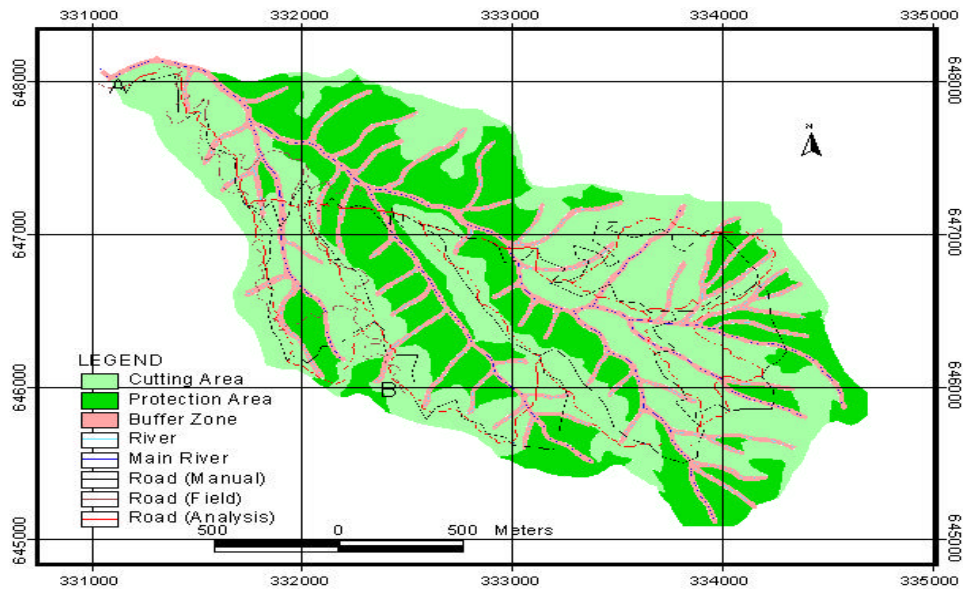 331000 332000 333000 334000 335000
648000 648000
A
N
647000 647000
LEGEND
Cutting Area
646000 646000
B
Protection Area
Buffer Zone
River
Main River
Road (Manual)
Road (Field)
Road (Analysis)
500 0 500 Meters
645000 645000
331000 332000 333000 334000 335000